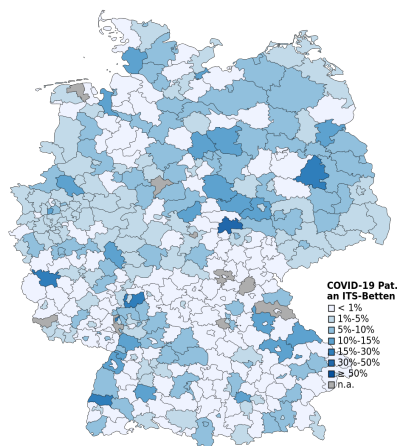 COVID-19 Pat.
an ITS-Betten
< 1%
1%-5%
5%-10%
10%-15%
15%-30%
30%-50%
≥ 50%
n.a.